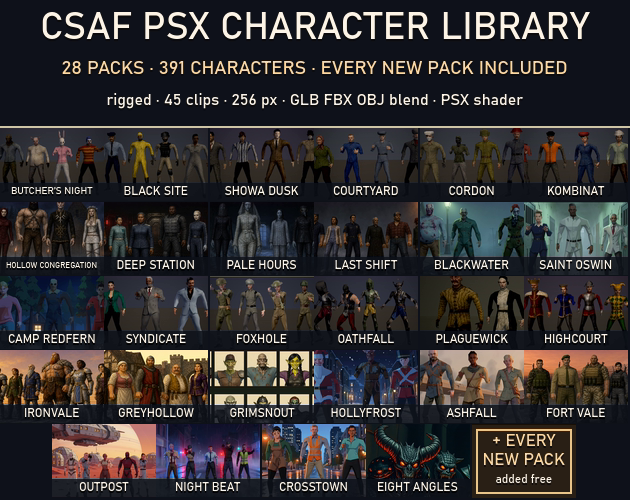 CSAF PSX CHARACTER LIBRARY
28 PACKS · 391 CHARACTERS · EVERY NEW PACK INCLUDED
rigged · 45 clips · 256 px · GLB FBX OBJ blend · PSX shader
BUTCHER'S NIGHT
BLACK SITE
SHOWA DUSK
COURTYARD
CORDON
KOMBINAT
HOLLOW CONGREGATION
DEEP STATION
PALE HOURS
LAST SHIFT
BLACKWATER
SAINT OSWIN
CAMP REDFERN
SYNDICATE
FOXHOLE
OATHFALL
PLAGUEWICK
HIGHCOURT
IRONVALE
GREYHOLLOW
GRIMSNOUT
HOLLYFROST
ASHFALL
FORT VALE
OUTPOST
NIGHT BEAT
CROSSTOWN
EIGHT ANGLES
+ EVERY
NEW PACK
added free